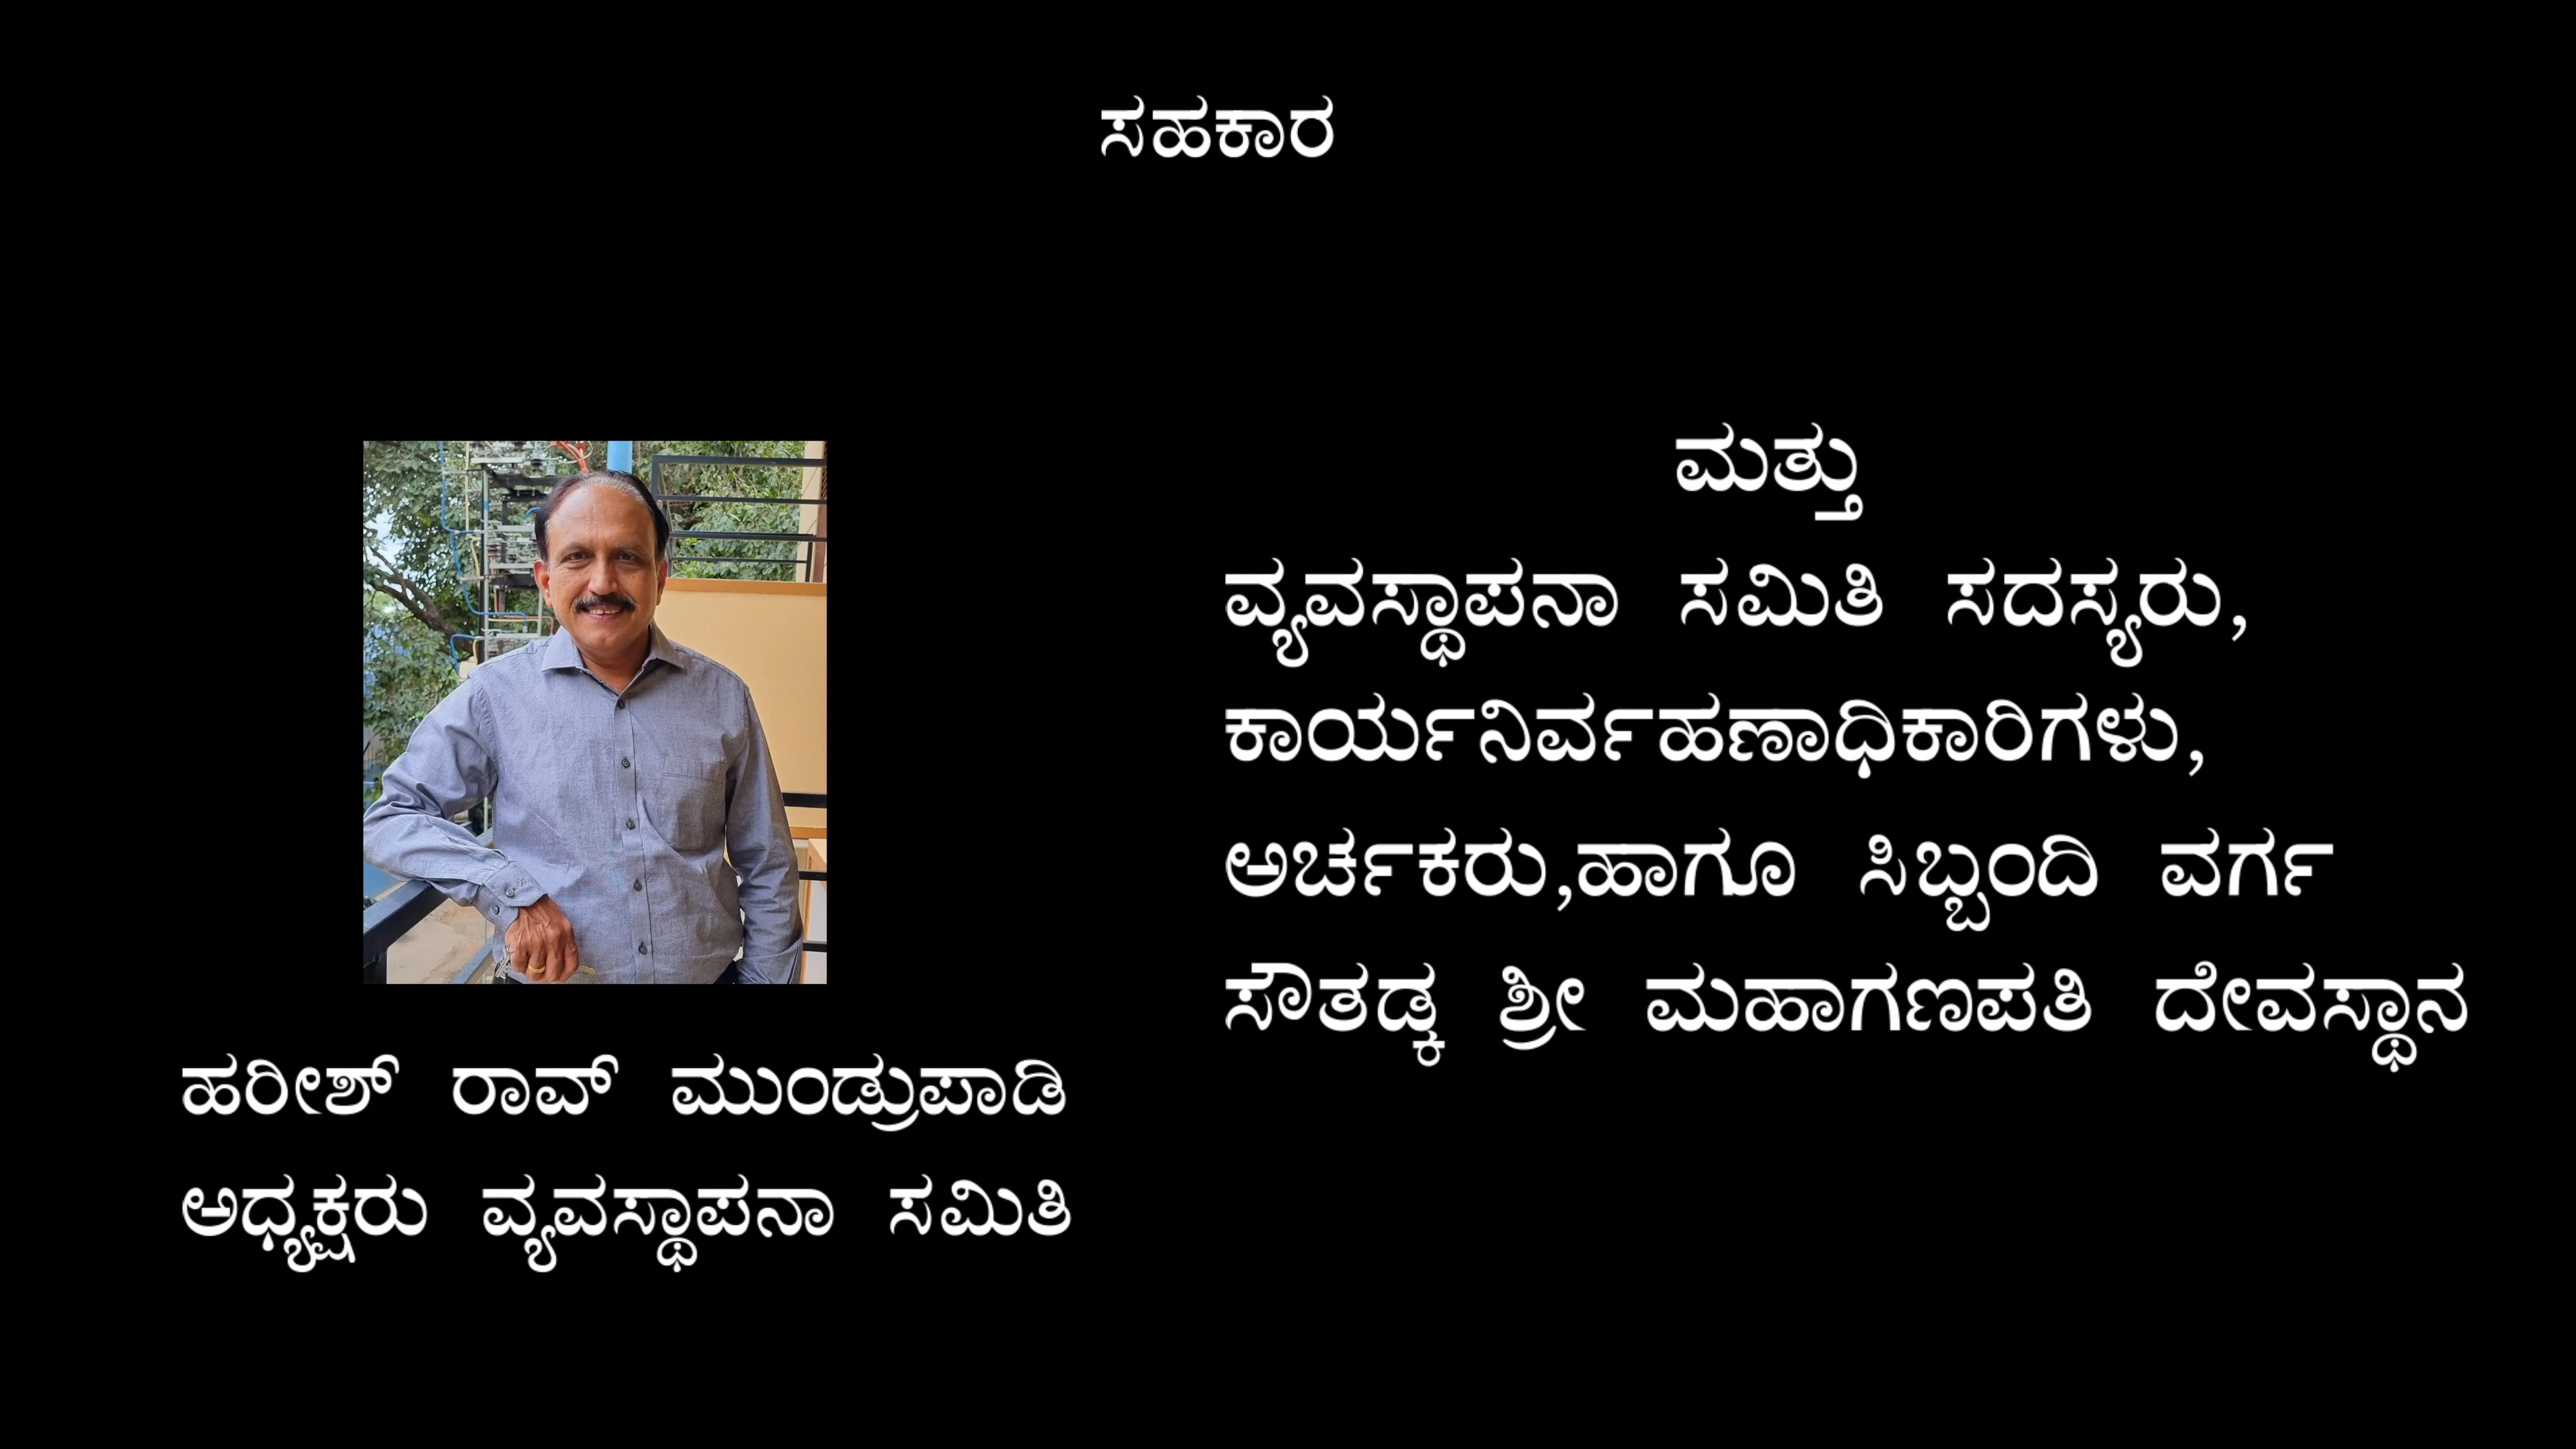 ಸಹಕಾರ
ಹರೀಶ್ ರಾವ್ ಮುಂಡ್ರುಪಾಡಿ
ಅಧ್ಯಕ್ಷರು ವ್ಯವಸ್ಥಾಪನಾ ಸಮಿತಿ
ಮತ್ತು
ವ್ಯವಸ್ಥಾಪನಾ ಸಮಿತಿ ಸದಸ್ಯರು,
ಕಾರ್ಯನಿರ್ವಹಣಾಧಿಕಾರಿಗಳು,
ಅರ್ಚಕರು,ಹಾಗೂ ಸಿಬ್ಬಂದಿ ವರ್ಗ
ಸೌತಡ್ಕ ಶ್ರೀ ಮಹಾಗಣಪತಿ ದೇವಸ್ಥಾನ